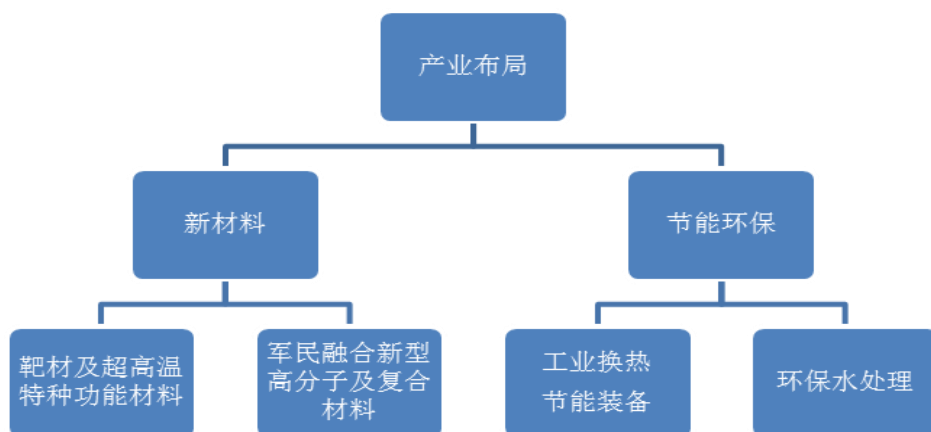 产业布局
新材料
节能环保
靶材及超高温
特种功能材料
军民融合新型
高分子及复合
材料
工业换热
节能装备
环保水处理